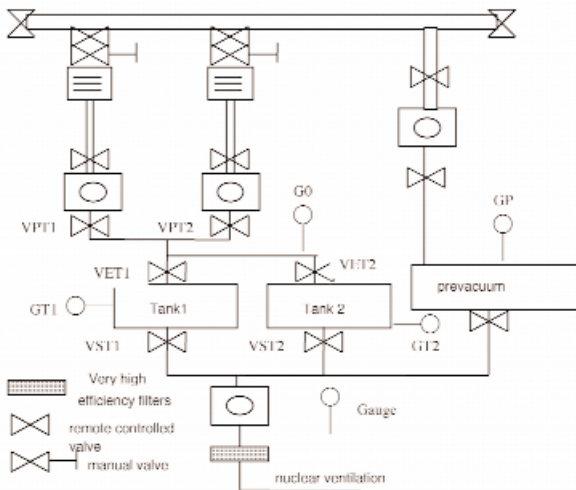 G0
GP
VPT1
VPT2
VET1
VET2
prevacuum
GT1
Tank1
Tank 2
VST1
VST2
GT2
Very high
efficiency filters
Gauge
remote controlled
valve
manual valve
nuclear ventilation